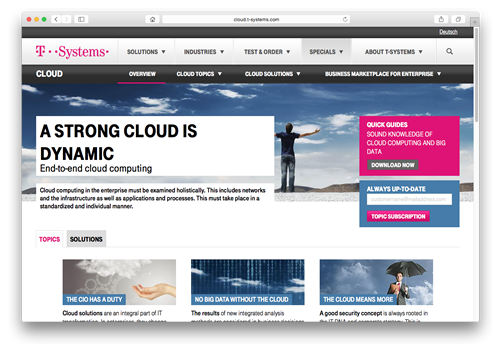 cloud.t-systems.com
Deutsch
T··Systems·
SOLUTIONS INDUSTRIES TEST & ORDER SPECIALS ABOUT T-SYSTEMS
CLOUD OVERVIEW CLOUD TOPICS CLOUD SOLUTIONS BUSINESS MARKETPLACE FOR ENTERPRISE
A STRONG CLOUD IS
DYNAMIC
End-to-end cloud computing
Cloud computing in the enterprise must be examined holistically. This includes networks
and the infrastructure as well as applications and processes. This must take place in a
standardized and individual manner.
QUICK GUIDES
SOUND KNOWLEDGE OF
CLOUD COMPUTING AND BIG
DATA
DOWNLOAD NOW
ALWAYS UP-TO-DATE
TOPIC SUBSCRIPTION
TOPICS SOLUTIONS
THE CIO HAS A DUTY
NO BIG DATA WITHOUT THE CLOUD
THE CLOUD MEANS MORE
Cloud solutions are an integral part of IT
The results of new integrated analysis
A good security concept is always rooted in